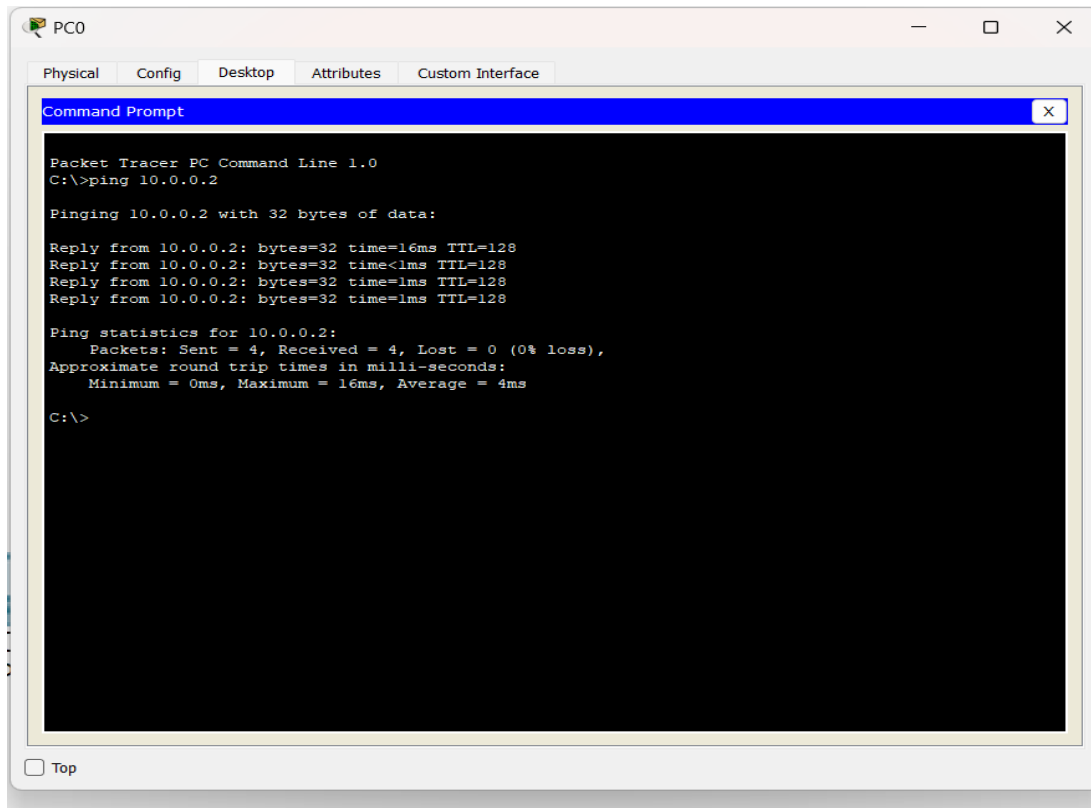 PC0
Physical Config Desktop Attributes Custom Interface
Command Prompt X
Packet Tracer PC Command Line 1.0
C:\>ping 10.0.0.2
Pinging 10.0.0.2 with 32 bytes of data:
Reply from 10.0.0.2: bytes=32 time=16ms TTL=128
Reply from 10.0.0.2: bytes=32 time<1ms TTL=128
Reply from 10.0.0.2: bytes=32 time=1ms TTL=128
Reply from 10.0.0.2: bytes=32 time=1ms TTL=128
Ping statistics for 10.0.0.2:
Packets: Sent = 4, Received = 4, Lost = 0 (0% loss),
Approximate round trip times in milli-seconds:
Minimum = 0ms, Maximum = 16ms, Average = 4ms
C:\>
Top